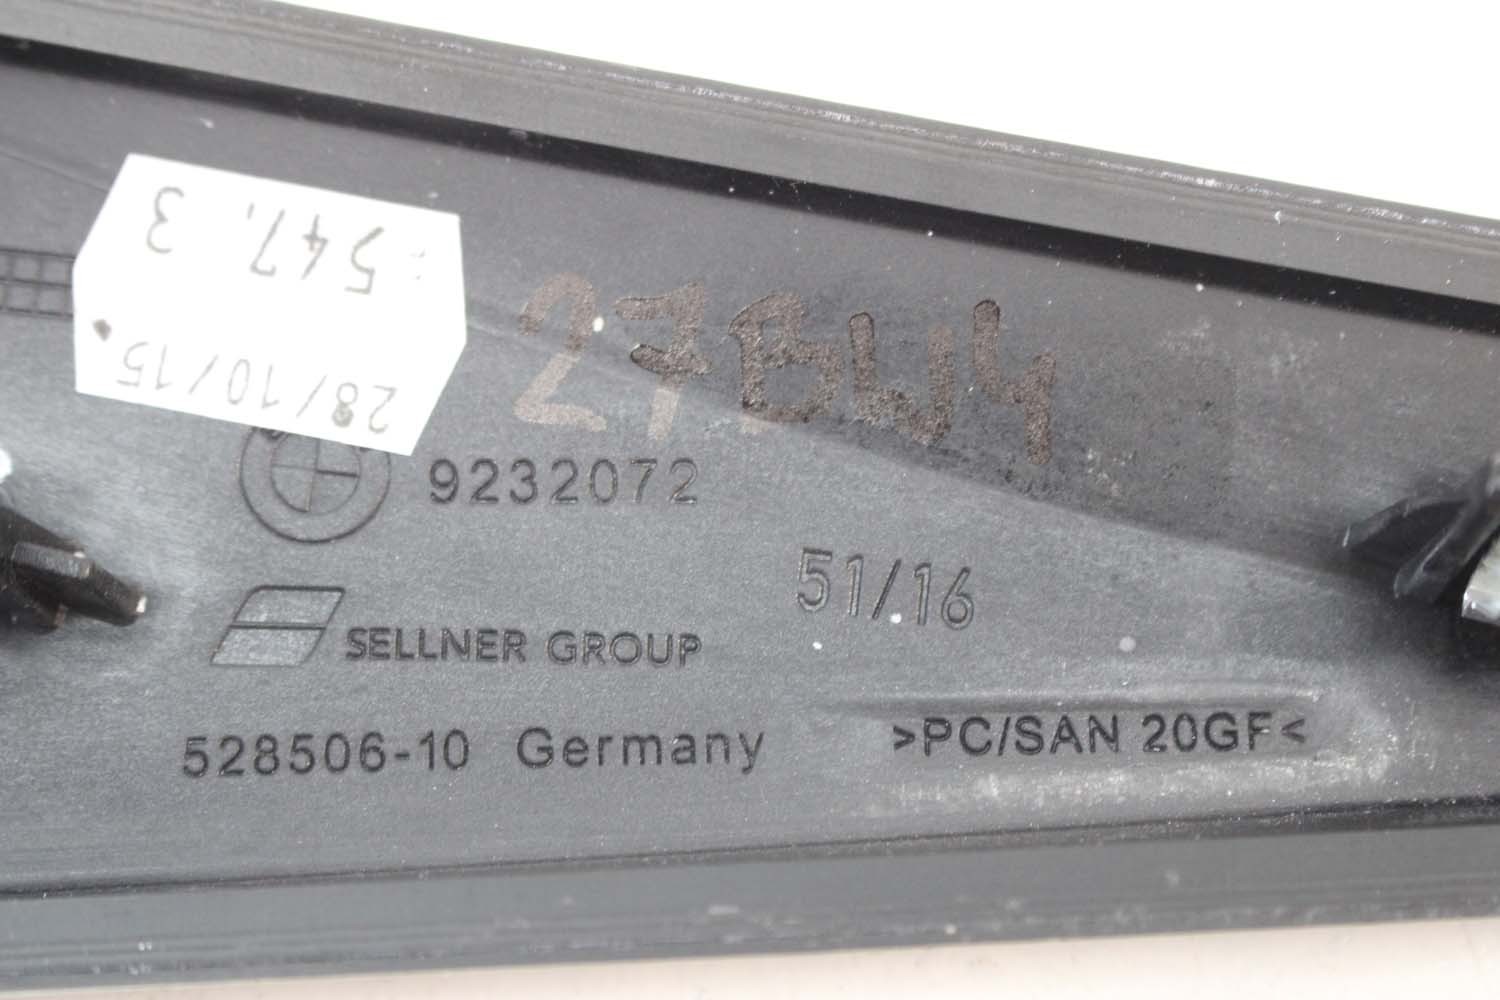 547.3
28/10/15
27BW4
9232072
51/16
SELLNER GROUP
528506-10 Germany
>PC/SAN 20GF<